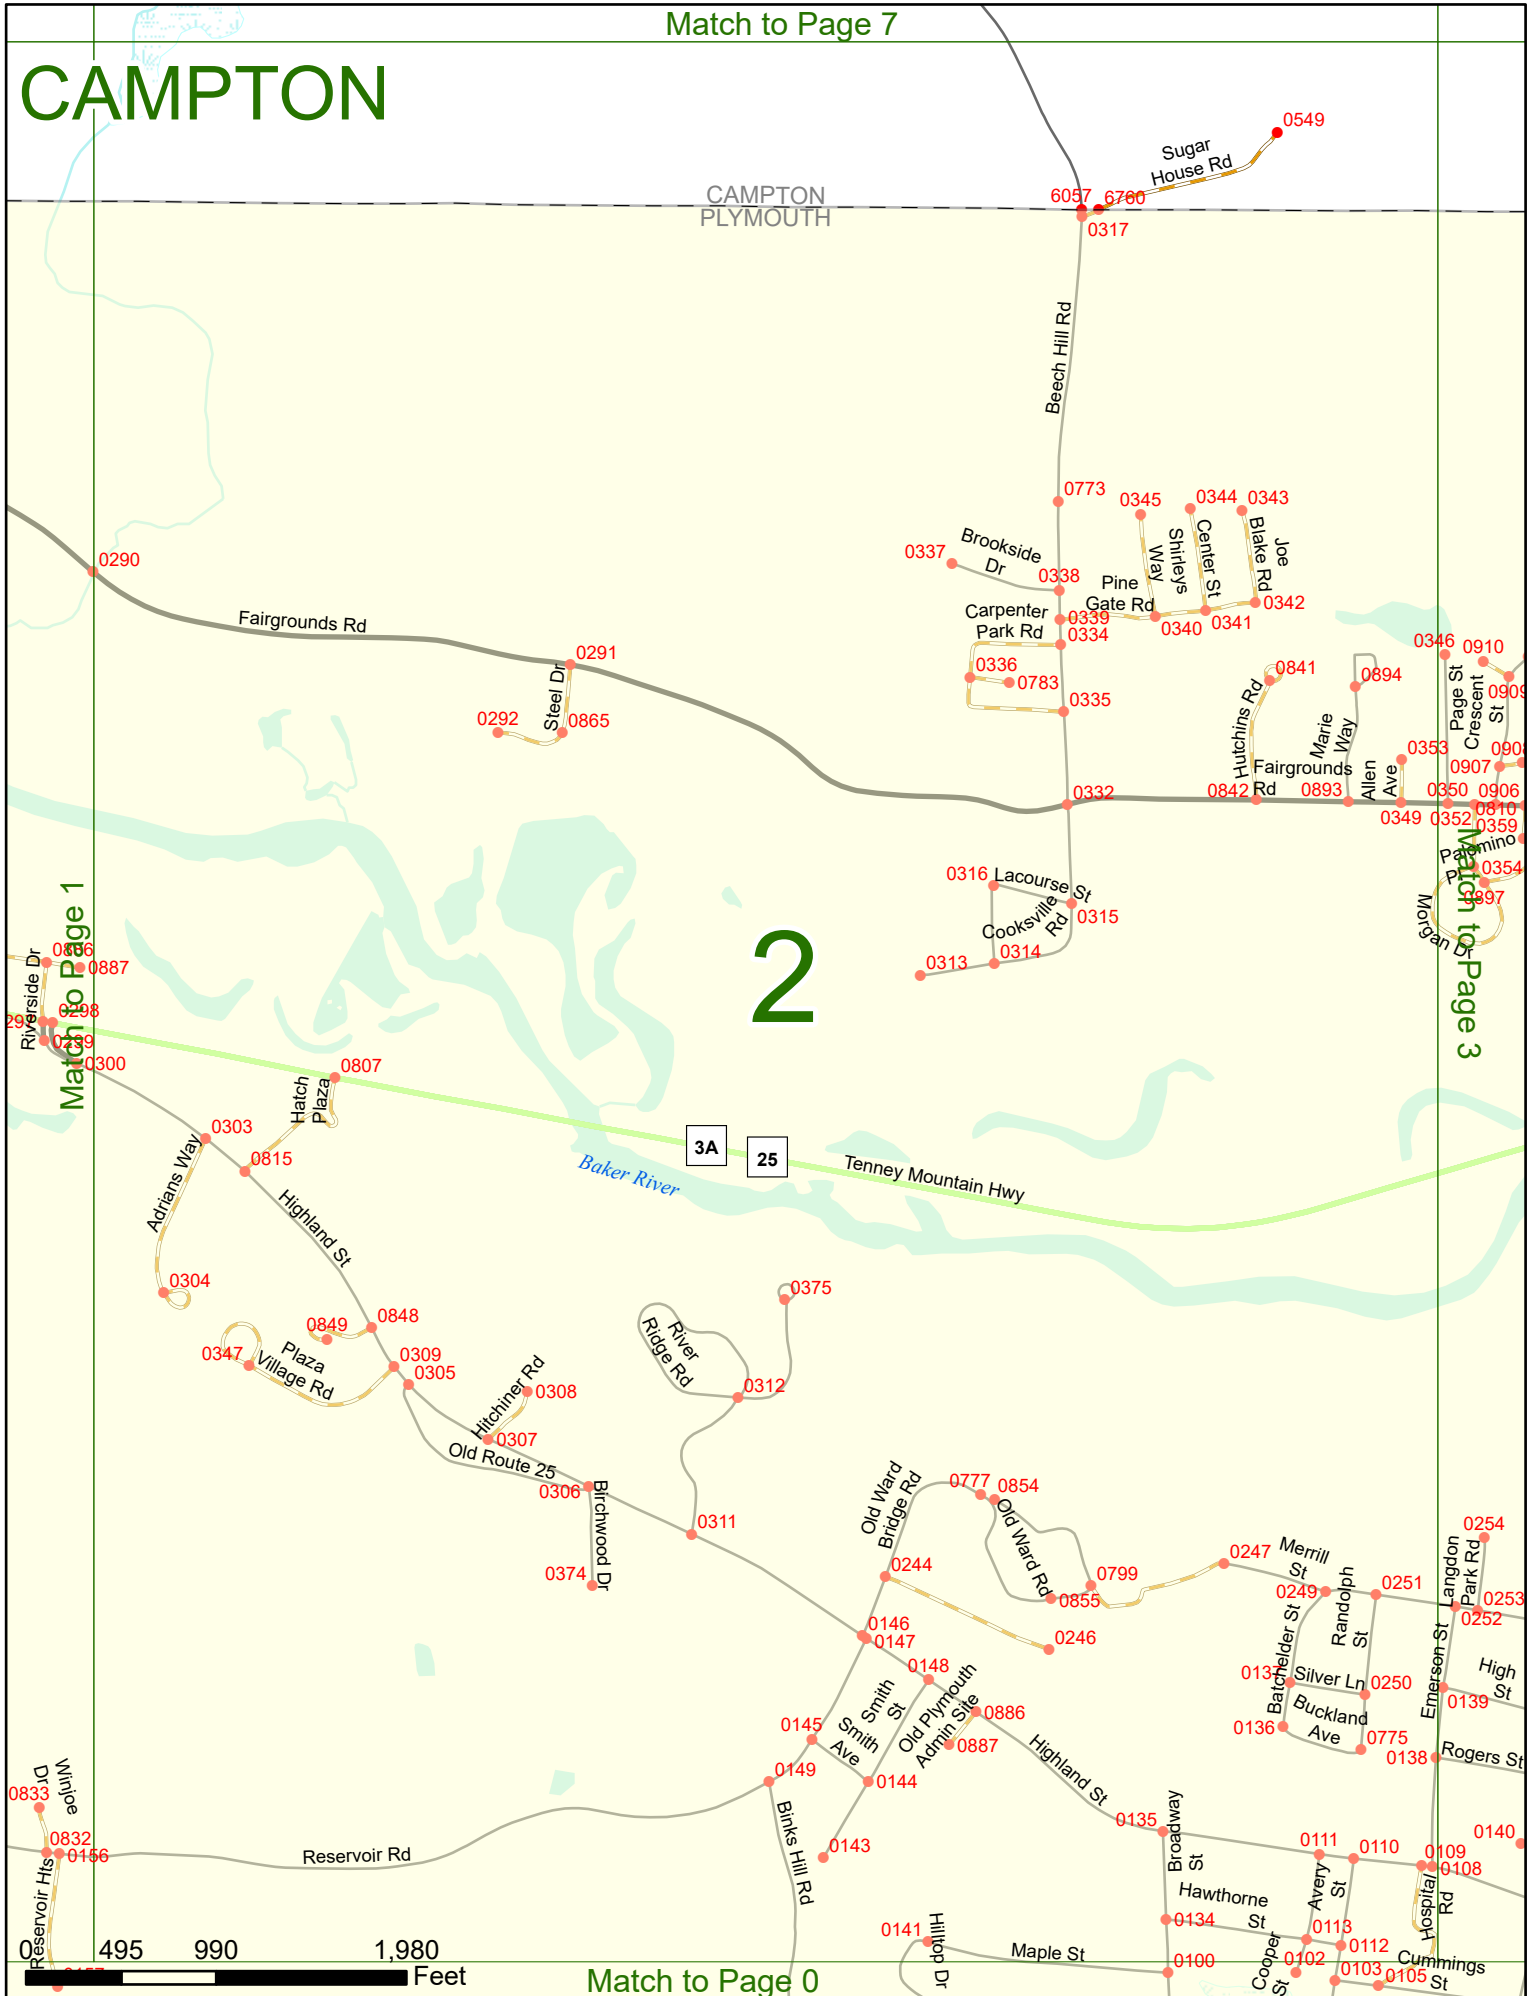 Match to Page 7
CAMPTON
0549
Sugar
House Rd
CAMPTON
PLYMOUTH
6057
6760
0317
Beech Hill Rd
0773
0345
0344
0343
Shirleys
Way
Center St
Joe
Blake Rd
0290
0337
Brookside
Dr
0338
Pine
Gate Rd
0342
0341
0340
Carpenter
Park Rd
0339
0334
Fairgrounds Rd
0291
Steel Dr
0292
0865
0336
0783
0335
0841
Hutchins Rd
0894
Marie
Way
0346
0910
Page St
Crescent
St
0909
0353
0907
0908
Fairgrounds
Rd
Allen
Ave
0332
0842
0893
0349
0350
0352
0906
0810
0359
Palomino
Pl
0354
0897
Morgan Dr
Match to Page 3
0316
Lacourse St
Cooksville
Rd
0315
0313
0314
2
Match to Page 1
Riverside Dr
0887
0298
0299
0300
0807
Hatch
Plaza
0303
0815
Adrians Way
Highland St
3A
25
Baker River
Tenney Mountain Hwy
0304
0375
0849
0848
0347
Plaza
Village Rd
0309
0305
River
Ridge Rd
0312
Hitchiner Rd
0308
0307
Old Route 25
0306
Birchwood Dr
0311
0374
Old Ward
Bridge Rd
0777
0854
Old Ward Rd
0244
0799
0855
0247
Merrill
St
0249
Randolph
St
0251
Langdon
Park Rd
0254
0253
0252
0146
0147
0246
0148
Batchelder St
0137
Silver Ln
0250
Emerson St
High
St
0139
Smith
St
Smith
Ave
Old Plymouth
Admin Site
0886
0887
0145
0136
Buckland
Ave
0775
0138
Rogers St
Highland St
0149
0144
Winjoe
Dr
0833
0832
0156
Reservoir Rd
Binks Hill Rd
0143
0135
Broadway
St
0111
0110
0109
0108
0140
Avery
St
Hospital
Rd
Hawthorne
St
0134
0113
0112
Reservoir Hts
0141
Hilltop Dr
Maple St
0100
Cooper
St
0102
0103
0105
Cummings
St
0 495 990 1,980
Feet
Match to Page 0